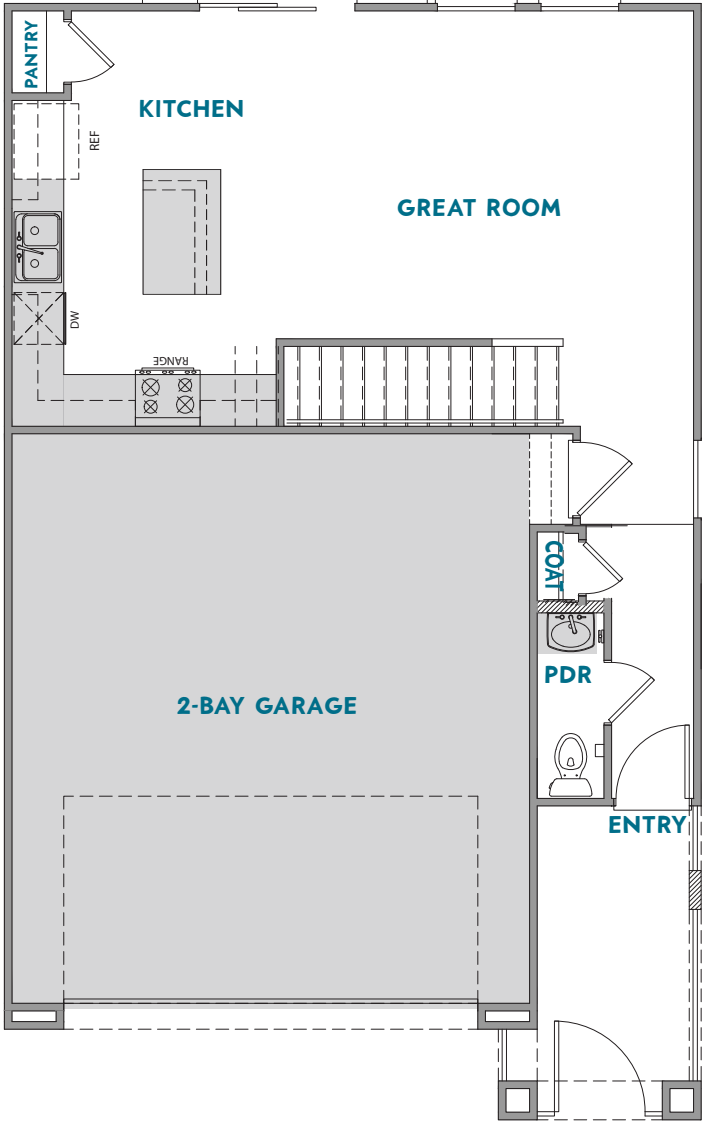 PANTRY
KITCHEN
REF
GREAT ROOM
DW
RANGE
COAT
PDR
2-BAY GARAGE
ENTRY